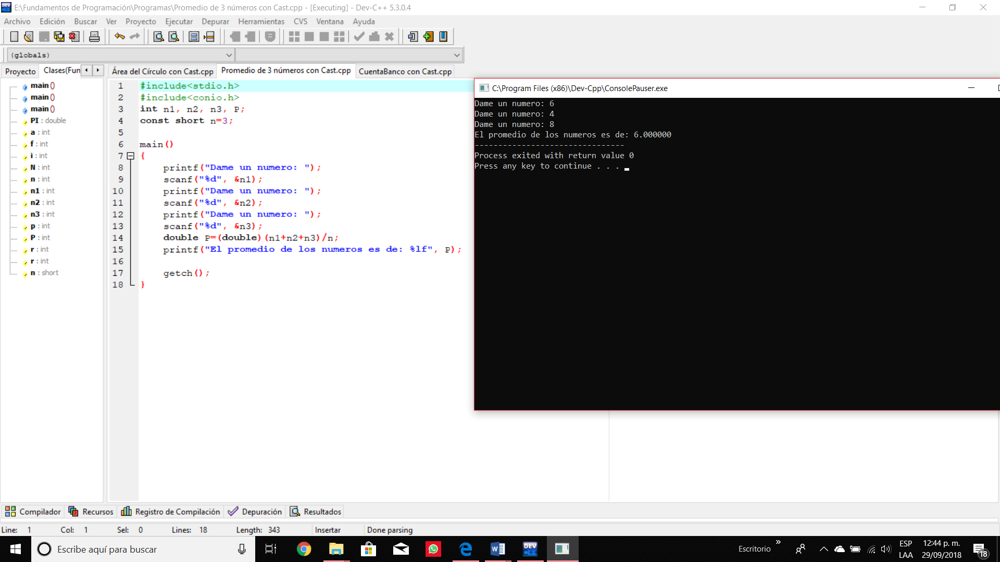 E:\Fundamentos de Programación\Programas\Promedio de 3 números con Cast.cpp - [Executing] - Dev-C++ 5.3.0.4
Archivo Edición Buscar Ver Proyecto Ejecutar Depurar Herramientas CVS Ventana Ayuda
(globals)
Proyecto Clases(Fun Área del Círculo con Cast.cpp Promedio de 3 números con Cast.cpp CuentaBanco con Cast.cpp
main ()
main ()
main ()
PI : double
a : int
f : int
i : int
N : int
n : int
n1 : int
n2 : int
n3 : int
p : int
P : int
r : int
r : int
n : short
1 #include<stdio.h>
2 #include<conio.h>
3 int n1, n2, n3, P;
4 const short n=3;
5
6 main()
7 {
8 printf("Dame un numero: ");
9 scanf("%d", &n1);
10 printf("Dame un numero: ");
11 scanf("%d", &n2);
12 printf("Dame un numero: ");
13 scanf("%d", &n3);
14 double P=(double)(n1+n2+n3)/n;
15 printf("El promedio de los numeros es de: %lf", P);
16
17 getch();
18 }
C:\Program Files (x86)\Dev-Cpp\ConsolePauser.exe
Dame un numero: 6
Dame un numero: 4
Dame un numero: 8
El promedio de los numeros es de: 6.000000
--------------------------------
Process exited with return value 0
Press any key to continue . . .
Compilador Recursos Registro de Compilación Depuración Resultados
Line: 1 Col: 1 Sel: 0 Lines: 18 Length: 343 Insertar Done parsing
Escribe aquí para buscar
DEV C++
Escritorio
ESP
LAA
12:44 p. m.
29/09/2018
18